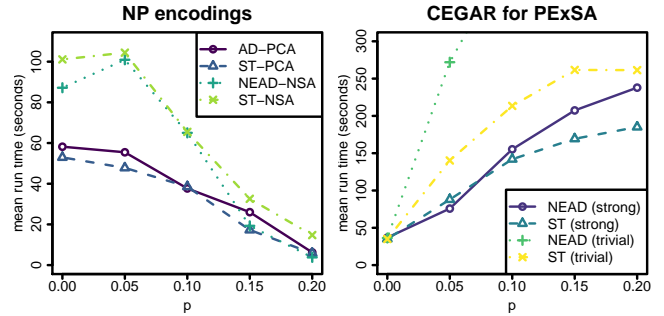 NP encodings
mean run time (seconds)
0 20 40 60 80 100
0.00 0.05 0.10 0.15 0.20
p
AD–PCA
ST–PCA
NEAD–NSA
ST–NSA
CEGAR for PExSA
mean run time (seconds)
0 50 100 150 200 250 300
0.00 0.05 0.10 0.15 0.20
p
NEAD (strong)
ST (strong)
NEAD (trivial)
ST (trivial)